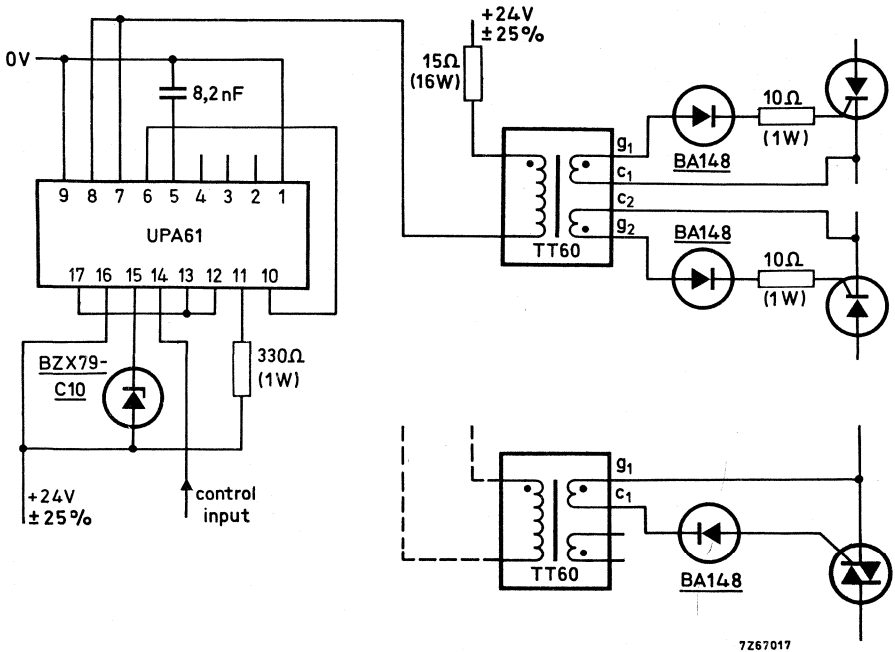 +24V
±25%
0V
15Ω
(16W)
8,2nF
10Ω
(1W)
g₁
BA148
c₁
9 8 7 6 5 4 3 2 1
c₂
g₂
BA148
UPA61
TT60
10Ω
(1W)
17 16 15 14 13 12 11 10
BZX79-
C10
330Ω
(1W)
+24V
±25%
control
input
g₁
c₁
TT60
BA148
7Z67017